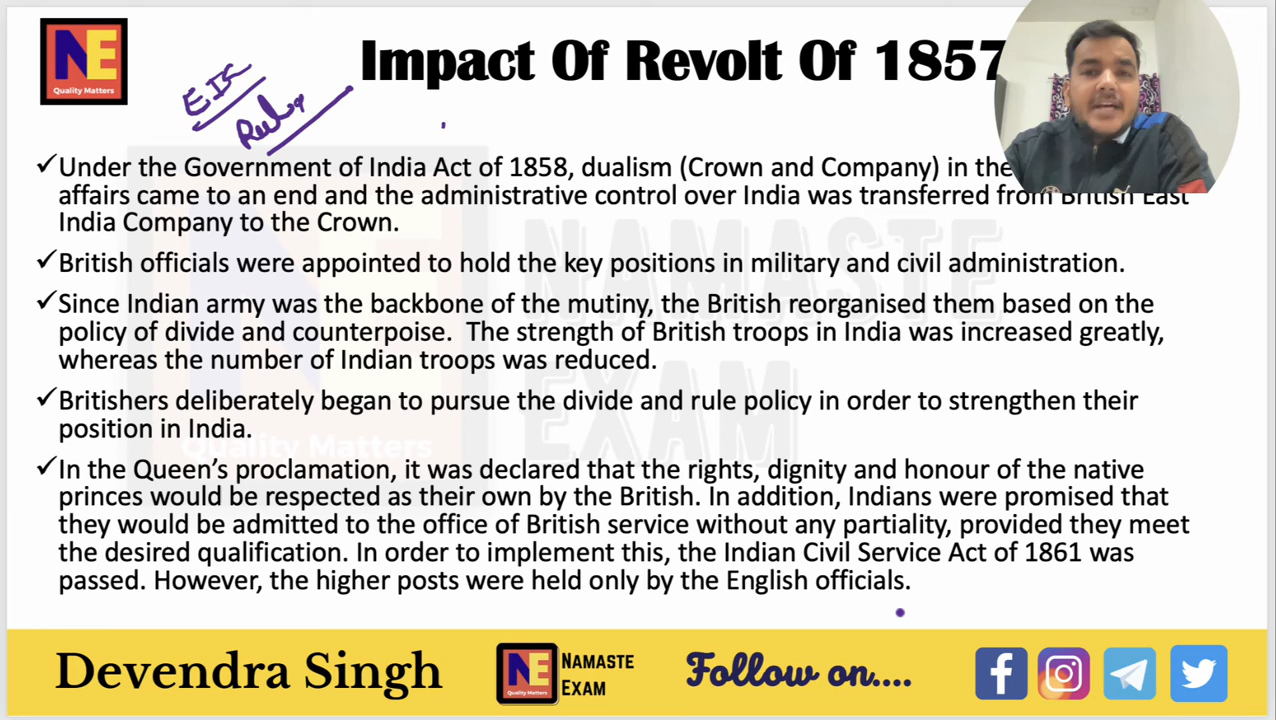 NE
Quality Matters
Impact Of Revolt Of 1857
EIC
✓Under the Government of India Act of 1858, dualism (Crown and Company) in the
affairs came to an end and the administrative control over India was transferred from British East
India Company to the Crown.
✓British officials were appointed to hold the key positions in military and civil administration.
✓Since Indian army was the backbone of the mutiny, the British reorganised them based on the
policy of divide and counterpoise. The strength of British troops in India was increased greatly,
whereas the number of Indian troops was reduced.
✓Britishers deliberately began to pursue the divide and rule policy in order to strengthen their
position in India.
✓In the Queen's proclamation, it was declared that the rights, dignity and honour of the native
princes would be respected as their own by the British. In addition, Indians were promised that
they would be admitted to the office of British service without any partiality, provided they meet
the desired qualification. In order to implement this, the Indian Civil Service Act of 1861 was
passed. However, the higher posts were held only by the English officials.
NAMASTE
EXAM
Quality Matters
Devendra Singh
NE
Quality Matters
NAMASTE
EXAM
Follow on....